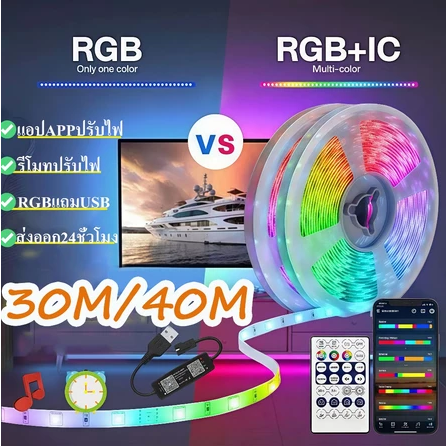 RGB
Only one color
RGB+IC
Multi-color
VS
แอปAPPปรับไฟ
รีโมทปรับไฟ
RGBแถมUSB
ส่งออก24ชั่วโมง
30M/40M